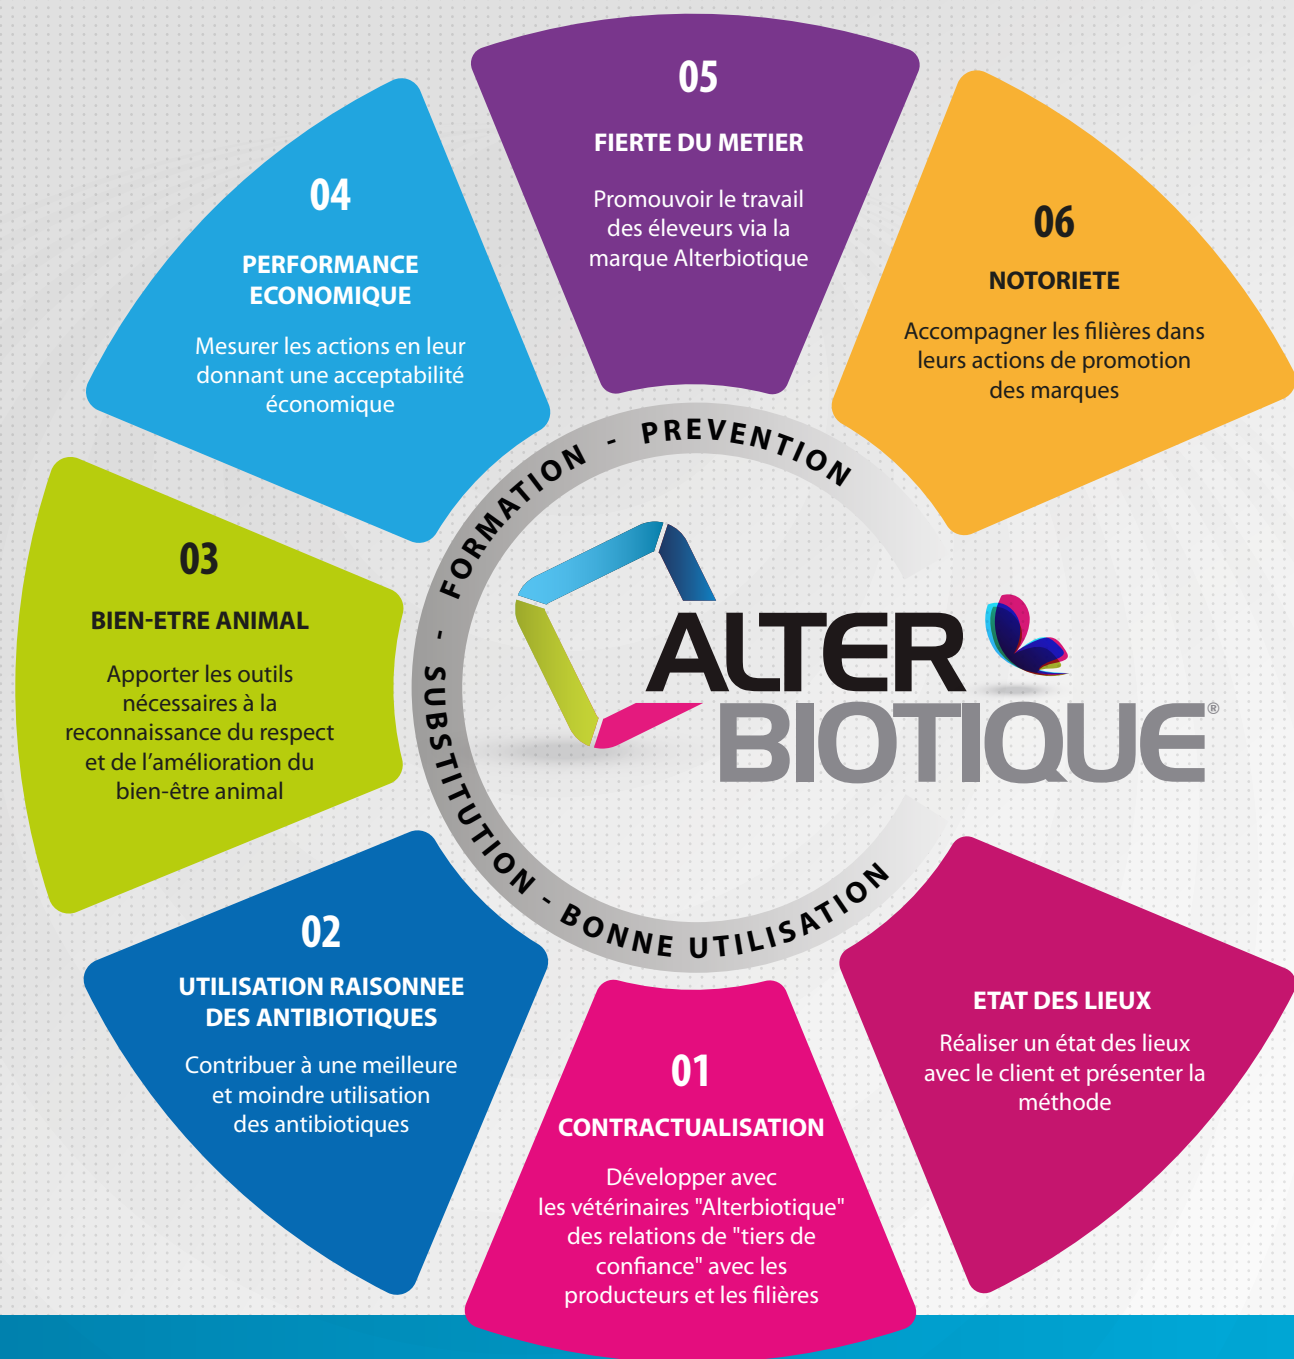 05
FIERTE DU METIER
Promouvoir le travail
des éleveurs via la
marque Alterbiotique
04
PERFORMANCE
ECONOMIQUE
Mesurer les actions en leur
donnant une acceptabilité
économique
06
NOTORIETE
Accompagner les filières dans
leurs actions de promotion
des marques
03
BIEN-ETRE ANIMAL
Apporter les outils
nécessaires à la
reconnaissance du respect
et de l'amélioration du
bien-être animal
SUBSTITUTION - FORMATION - PREVENTION
- BONNE UTILISATION
ALTER
BIOTIQUE®
02
UTILISATION RAISONNEE
DES ANTIBIOTIQUES
Contribuer à une meilleure
et moindre utilisation
des antibiotiques
01
CONTRACTUALISATION
Développer avec
les vétérinaires "Alterbiotique"
des relations de "tiers de
confiance" avec les
producteurs et les filières
ETAT DES LIEUX
Réaliser un état des lieux
avec le client et présenter la
méthode